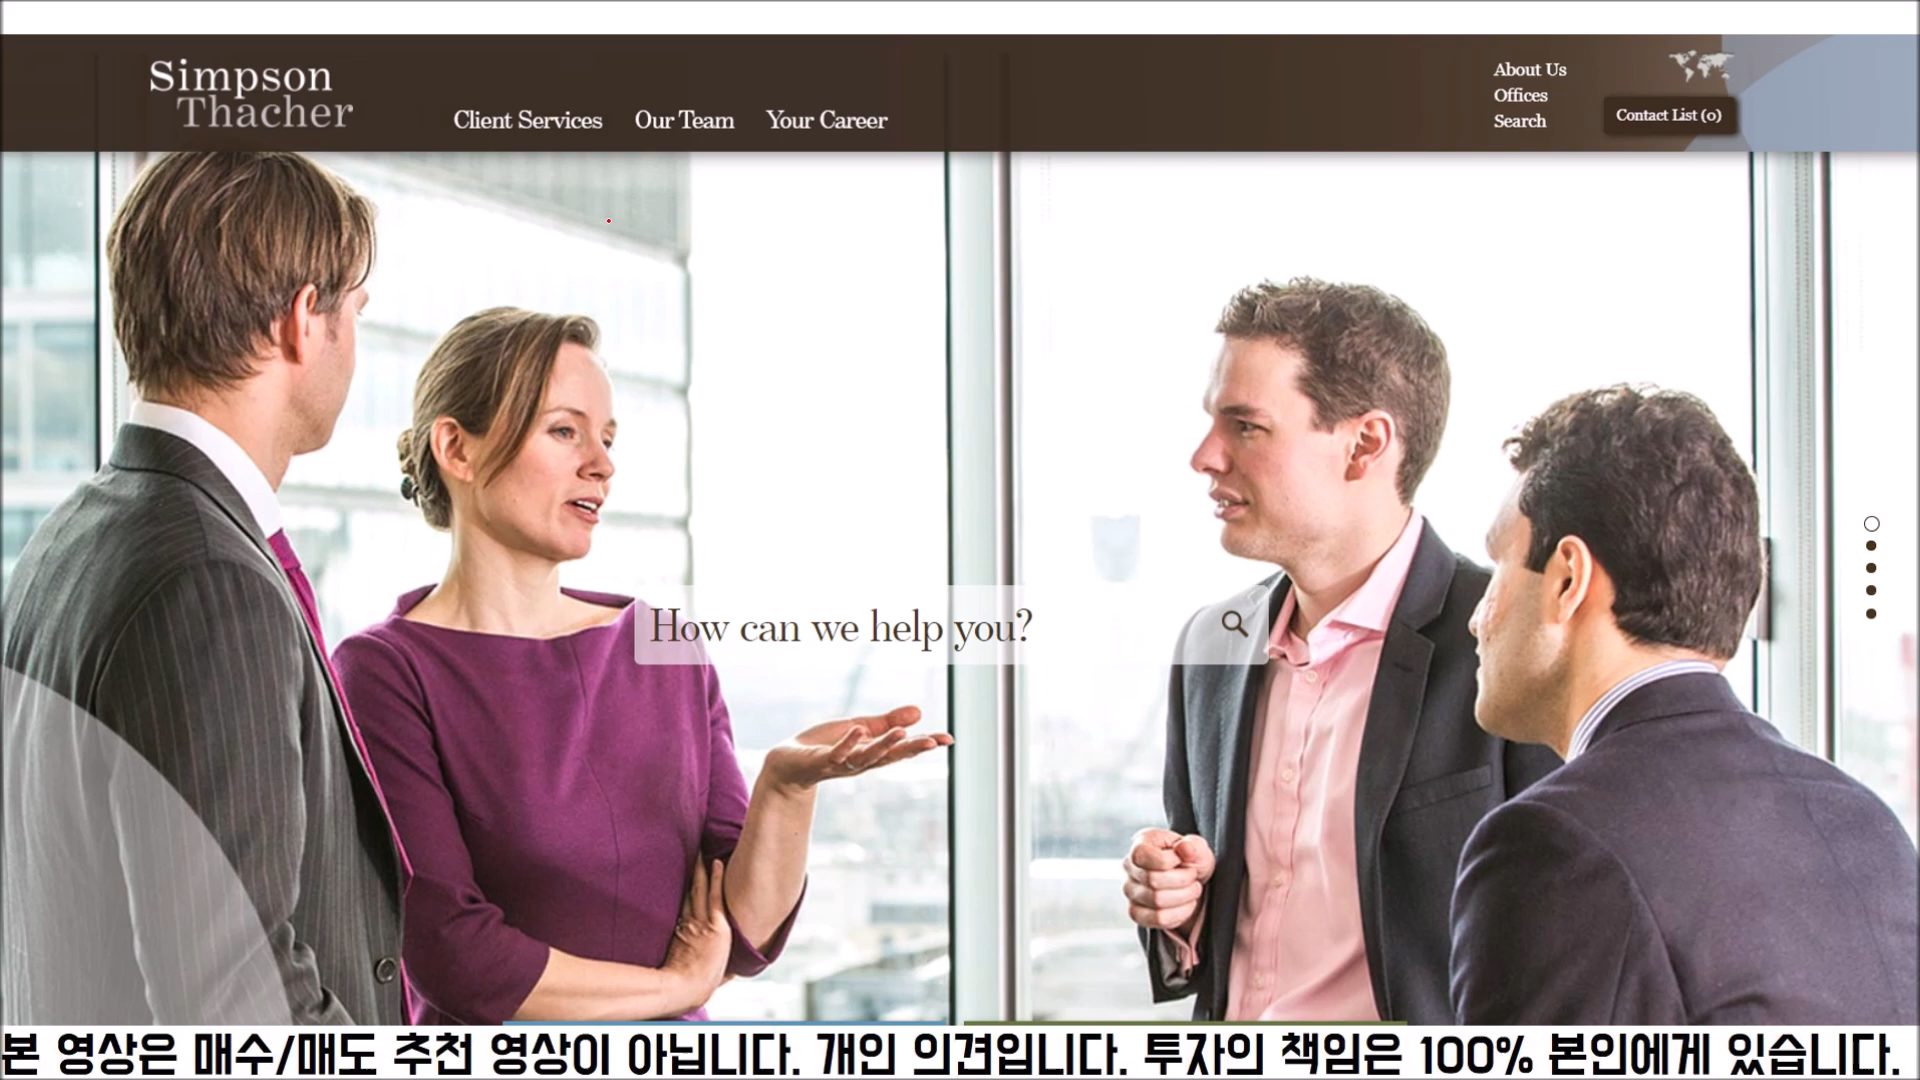 Simpson
Thacher
Client Services
Our Team
Your Career
About Us
Offices
Search
Contact List (0)
How can we help you?
본 영상은 매수/매도 추천 영상이 아닙니다. 개인 의견입니다. 투자의 책임은 100% 본인에게 있습니다.